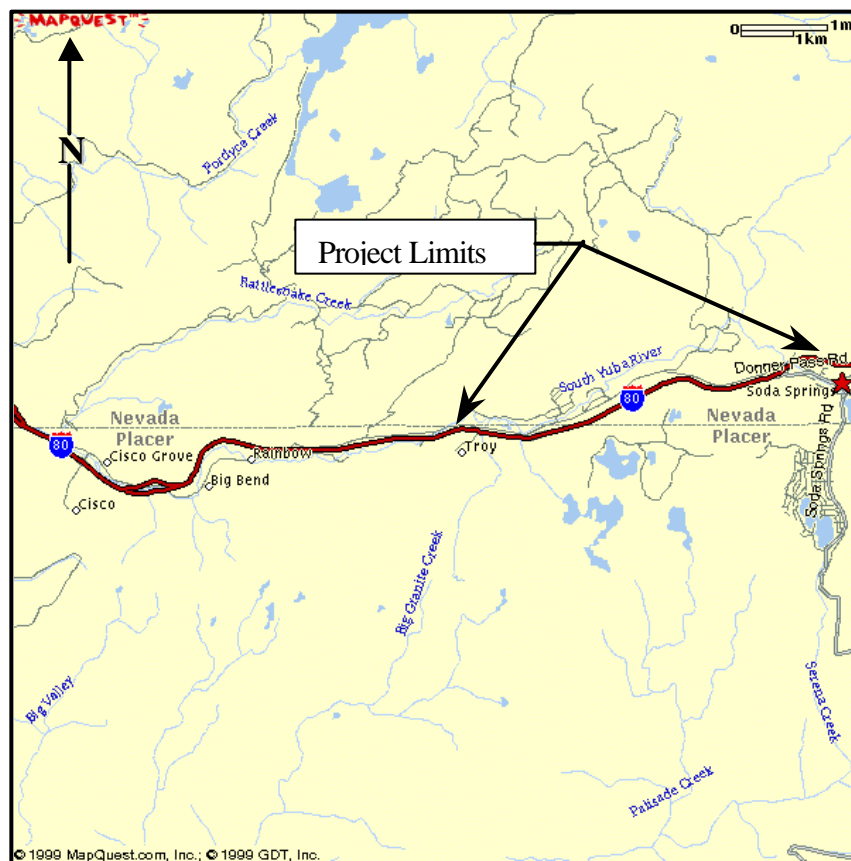 MAPQUEST™
0 1m
1km
N
Fordyce Creek
Project Limits
Rattlesnake Creek
South Yuba River
Donner Pass Rd
Soda Springs
80
Nevada
Placer
Nevada
Placer
80
Cisco Grove
Rainbow
Troy
Big Bend
Cisco
Soda Springs Rd
Big Granite Creek
Big Valley
Serena Creek
Palisade Creek
© 1999 MapQuest.com, Inc.; © 1999 GDT, Inc.